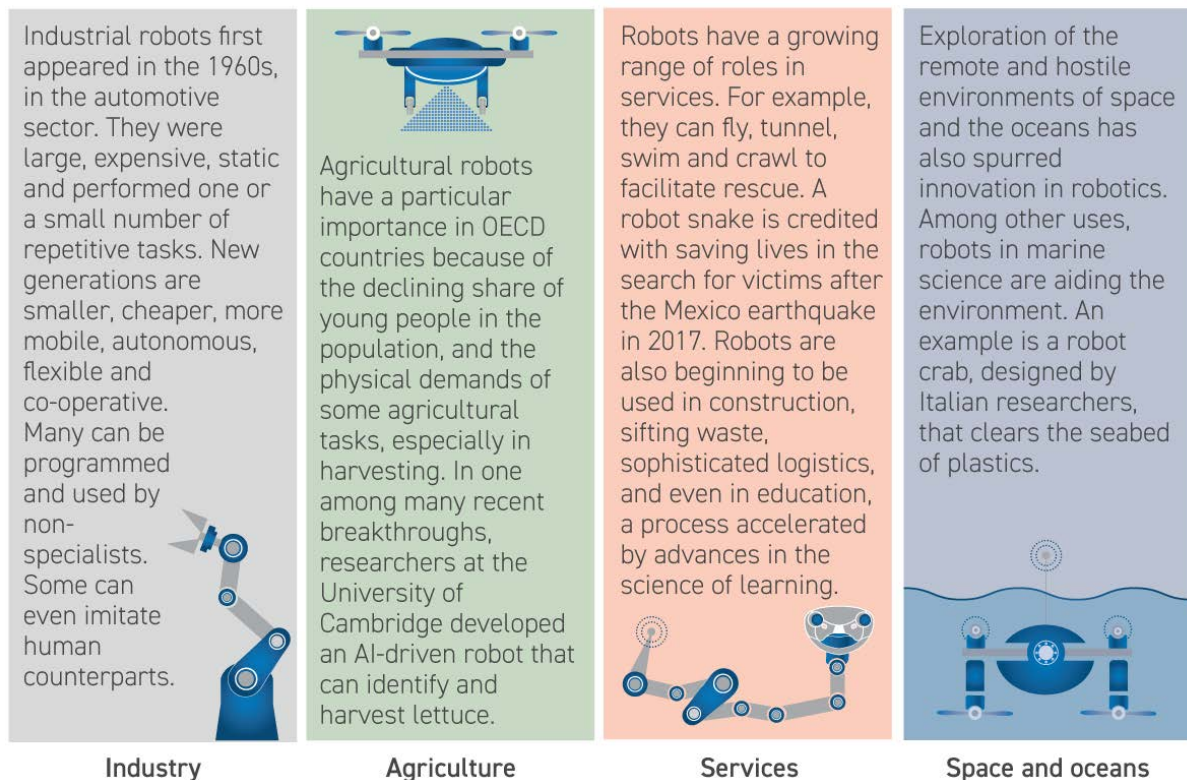 Industrial robots first
appeared in the 1960s,
in the automotive
sector. They were
large, expensive, static
and performed one or
a small number of
repetitive tasks. New
generations are
smaller, cheaper, more
mobile, autonomous,
flexible and
co-operative.
Many can be
programmed
and used by
non-
specialists.
Some can
even imitate
human
counterparts.
Industry
Agricultural robots
have a particular
importance in OECD
countries because of
the declining share of
young people in the
population, and the
physical demands of
some agricultural
tasks, especially in
harvesting. In one
among many recent
breakthroughs,
researchers at the
University of
Cambridge developed
an AI-driven robot that
can identify and
harvest lettuce.
Agriculture
Robots have a growing
range of roles in
services. For example,
they can fly, tunnel,
swim and crawl to
facilitate rescue. A
robot snake is credited
with saving lives in the
search for victims after
the Mexico earthquake
in 2017. Robots are
also beginning to be
used in construction,
sifting waste,
sophisticated logistics,
and even in education,
a process accelerated
by advances in the
science of learning.
Services
Exploration of the
remote and hostile
environments of space
and the oceans has
also spurred
innovation in robotics.
Among other uses,
robots in marine
science are aiding the
environment. An
example is a robot
crab, designed by
Italian researchers,
that clears the seabed
of plastics.
Space and oceans